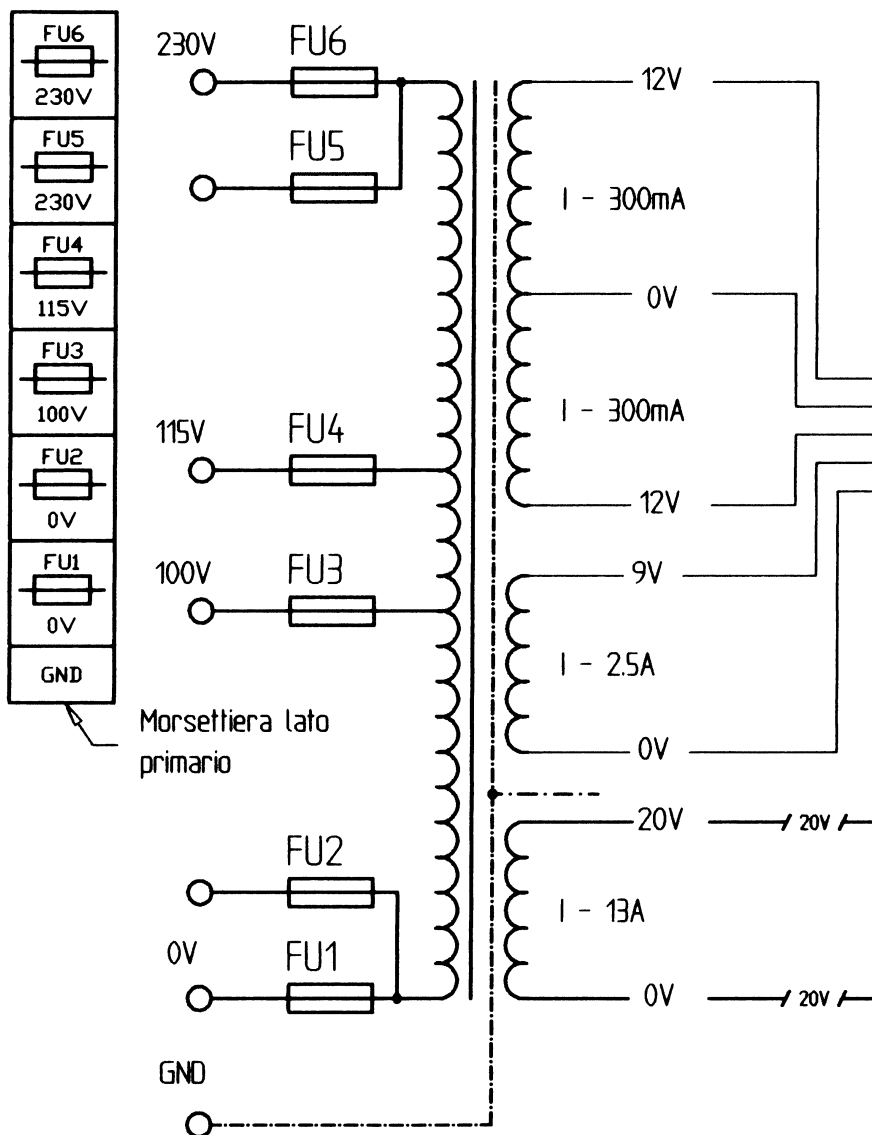 FU6
230V
FU5
230V
FU4
115V
FU3
100V
FU2
0V
FU1
0V
GND
Morsettiera lato
primario
230V
FU6
FU5
115V
FU4
100V
FU3
FU2
0V
FU1
GND
12V
I - 300mA
0V
I - 300mA
12V
9V
I - 2.5A
0V
20V
20V
I - 13A
0V
20V